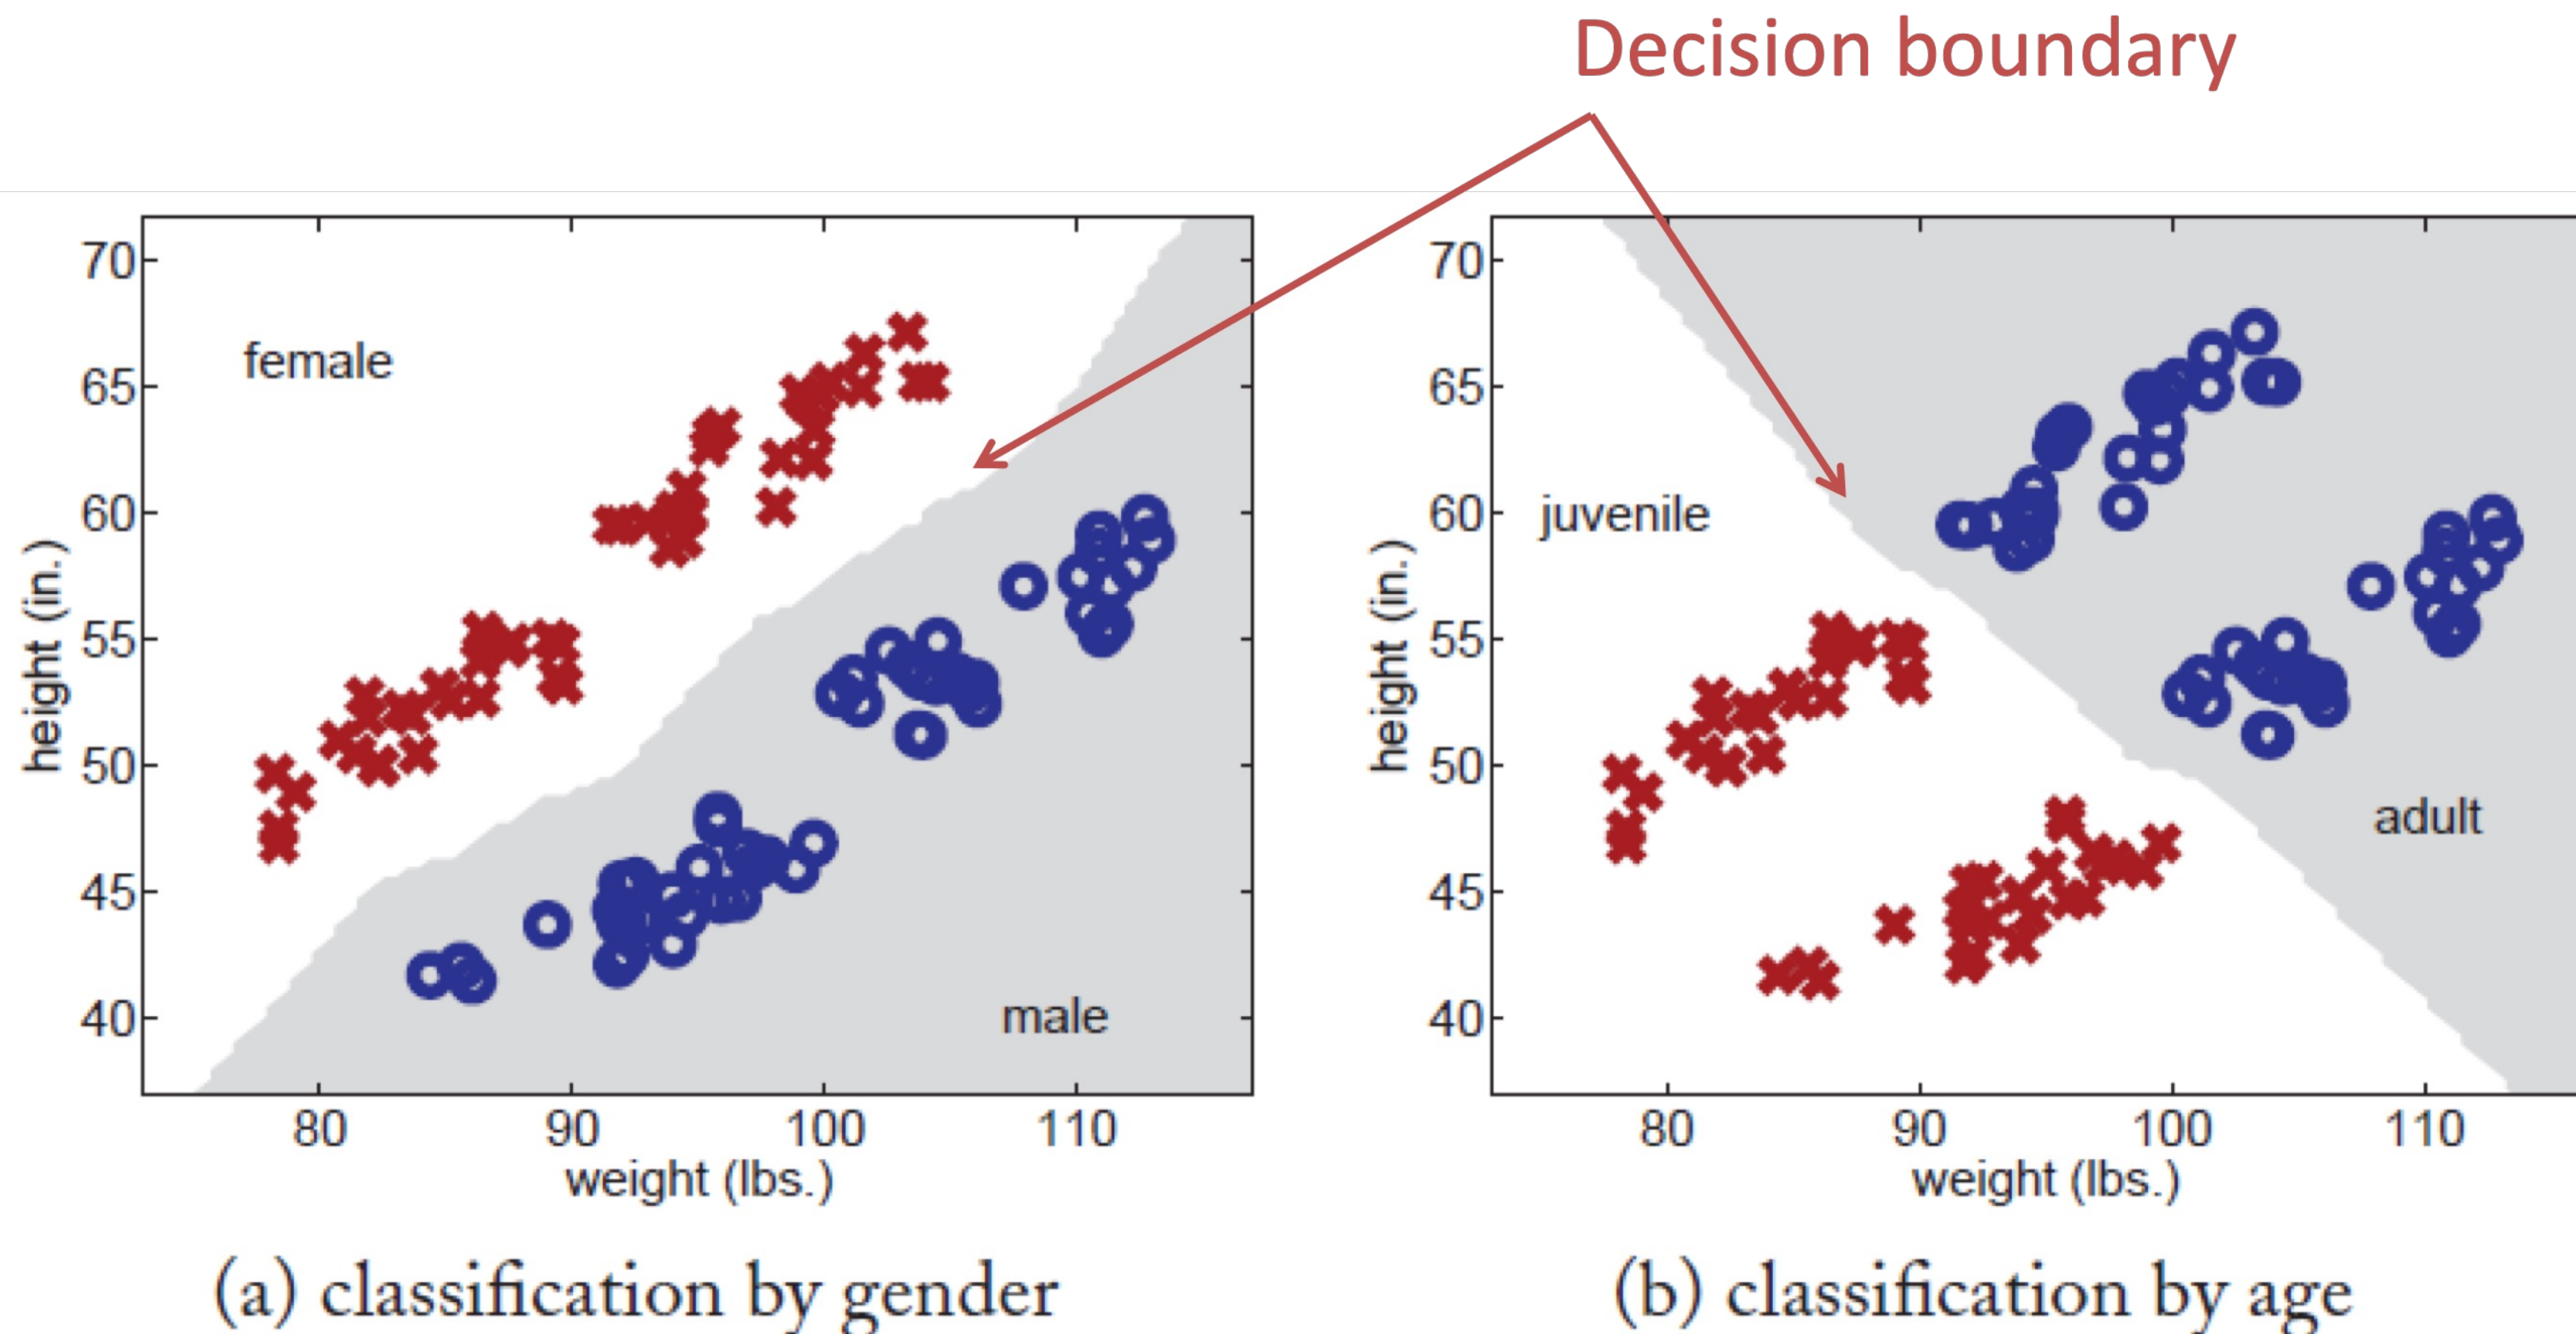 Decision boundary
70
65
60
55
50
45
40
height (in.)
female
male
80 90 100 110
weight (lbs.)
(a) classification by gender
70
65
60
55
50
45
40
height (in.)
juvenile
adult
80 90 100 110
weight (lbs.)
(b) classification by age